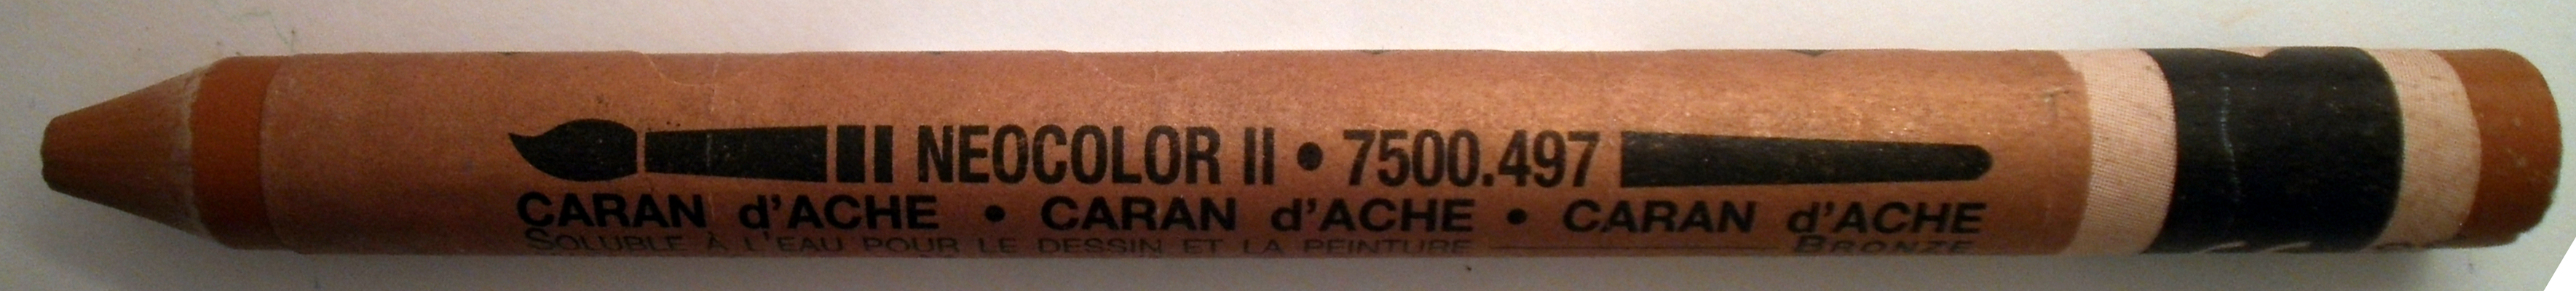 NEOCOLOR II • 7500.497
CARAN d'ACHE • CARAN d'ACHE • CARAN d'ACHE
SOLUBLE À L'EAU POUR LE DESSIN ET LA PEINTURE BRONZE